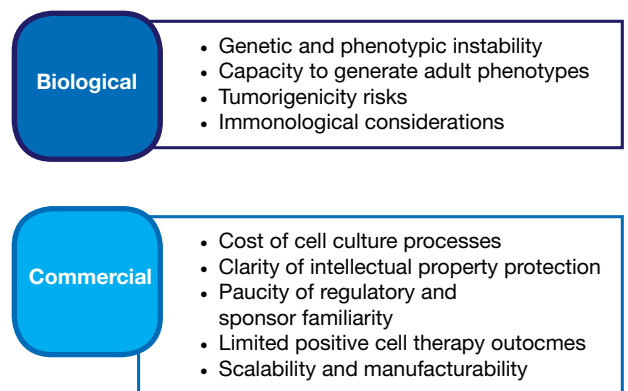 Biological
• Genetic and phenotypic instability
• Capacity to generate adult phenotypes
• Tumorigenicity risks
• Immonological considerations
Commercial
• Cost of cell culture processes
• Clarity of intellectual property protection
• Paucity of regulatory and
sponsor familiarity
• Limited positive cell therapy outocmes
• Scalability and manufacturability